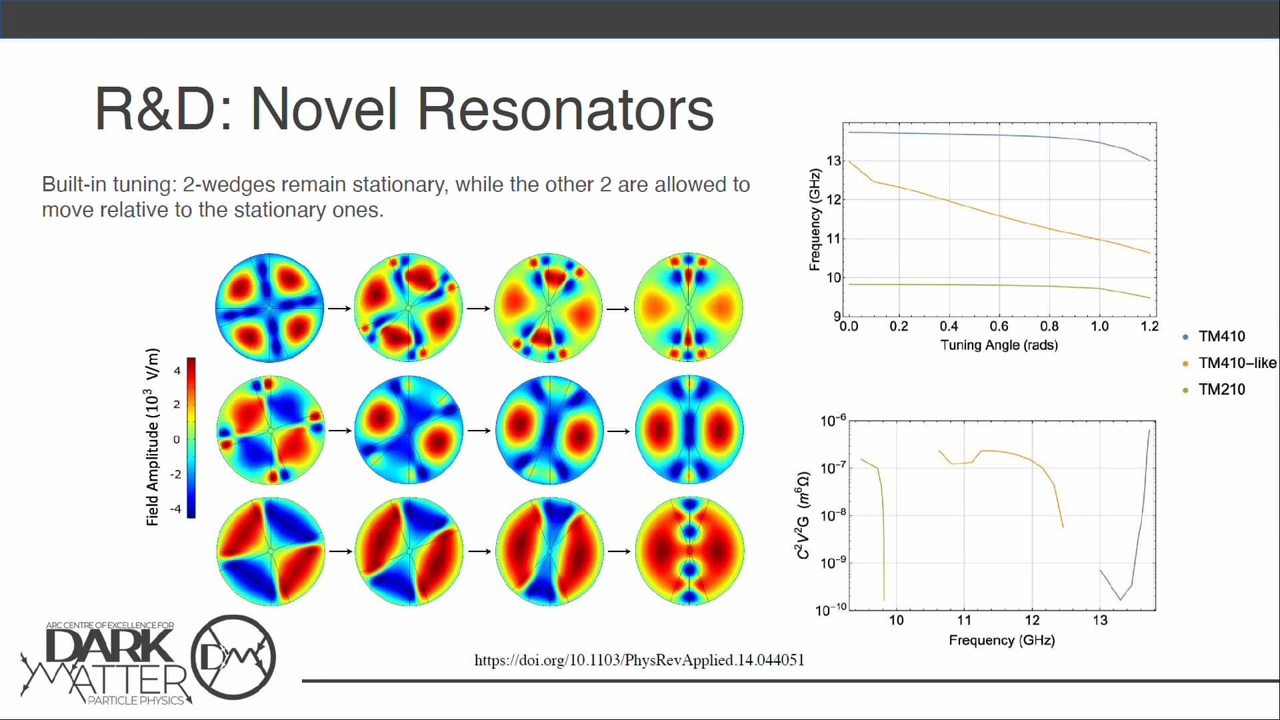 R&D: Novel Resonators
Built-in tuning: 2-wedges remain stationary, while the other 2 are allowed to
move relative to the stationary ones.
Field Amplitude (10³ V/m)
4
2
0
-2
-4
Frequency (GHz)
13
12
11
10
9
0.0 0.2 0.4 0.6 0.8 1.0 1.2
Tuning Angle (rads)
TM410
TM410-like
TM210
C²V²G (m⁶Ω)
10⁻⁶
10⁻⁷
10⁻⁸
10⁻⁹
10⁻¹⁰
10 11 12 13
Frequency (GHz)
ARC CENTRE OF EXCELLENCE FOR
DARK
MATTER
PARTICLE PHYSICS
DM
https://doi.org/10.1103/PhysRevApplied.14.044051